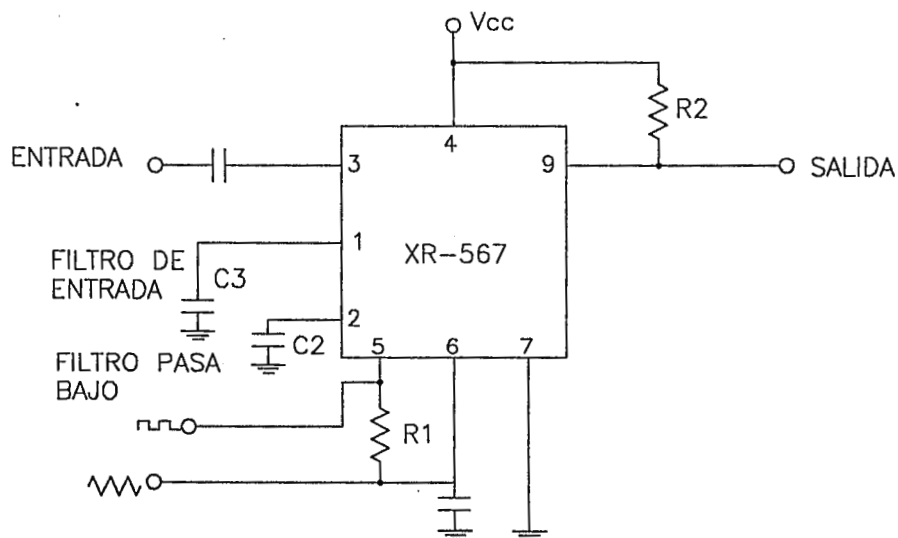 Vcc
R2
4
ENTRADA
3
9
SALIDA
1
XR-567
FILTRO DE
ENTRADA
C3
2
C2
5
6
7
FILTRO PASA
BAJO
R1